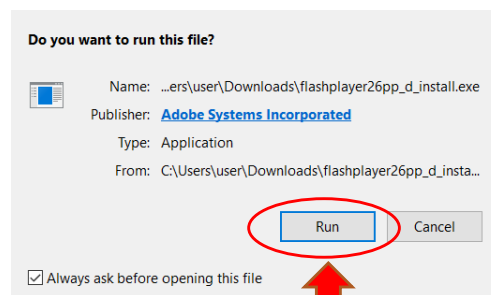 Do you want to run this file?
Name: ...ers\user\Downloads\flashplayer26pp_d_install.exe
Publisher: Adobe Systems Incorporated
Type: Application
From: C:\Users\user\Downloads\flashplayer26pp_d_insta...
Run Cancel
Always ask before opening this file